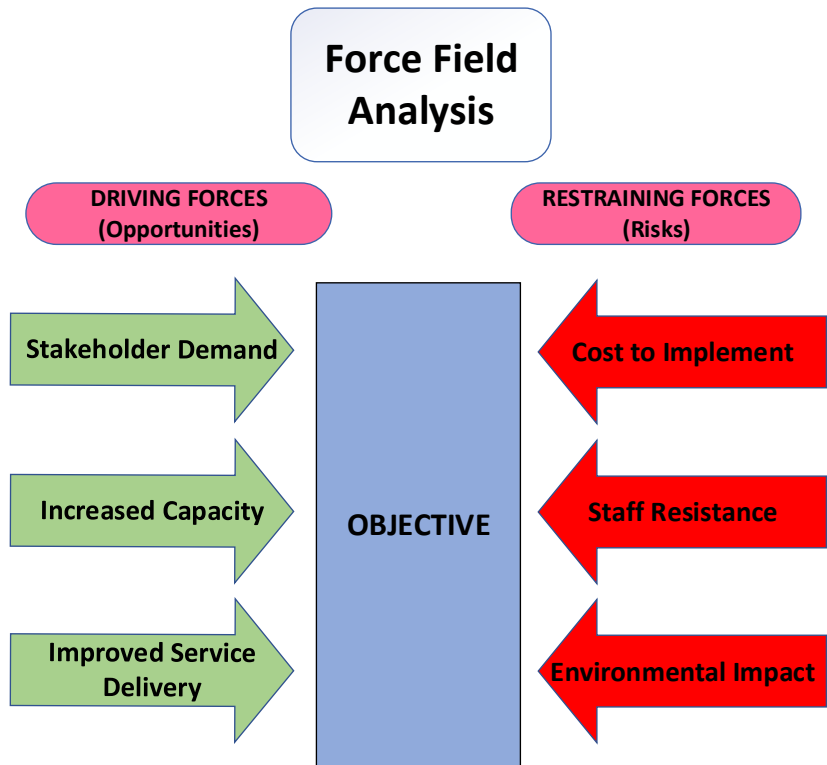 Force Field
Analysis
DRIVING FORCES
(Opportunities)
RESTRAINING FORCES
(Risks)
Stakeholder Demand
Cost to Implement
Increased Capacity
OBJECTIVE
Staff Resistance
Improved Service
Delivery
Environmental Impact